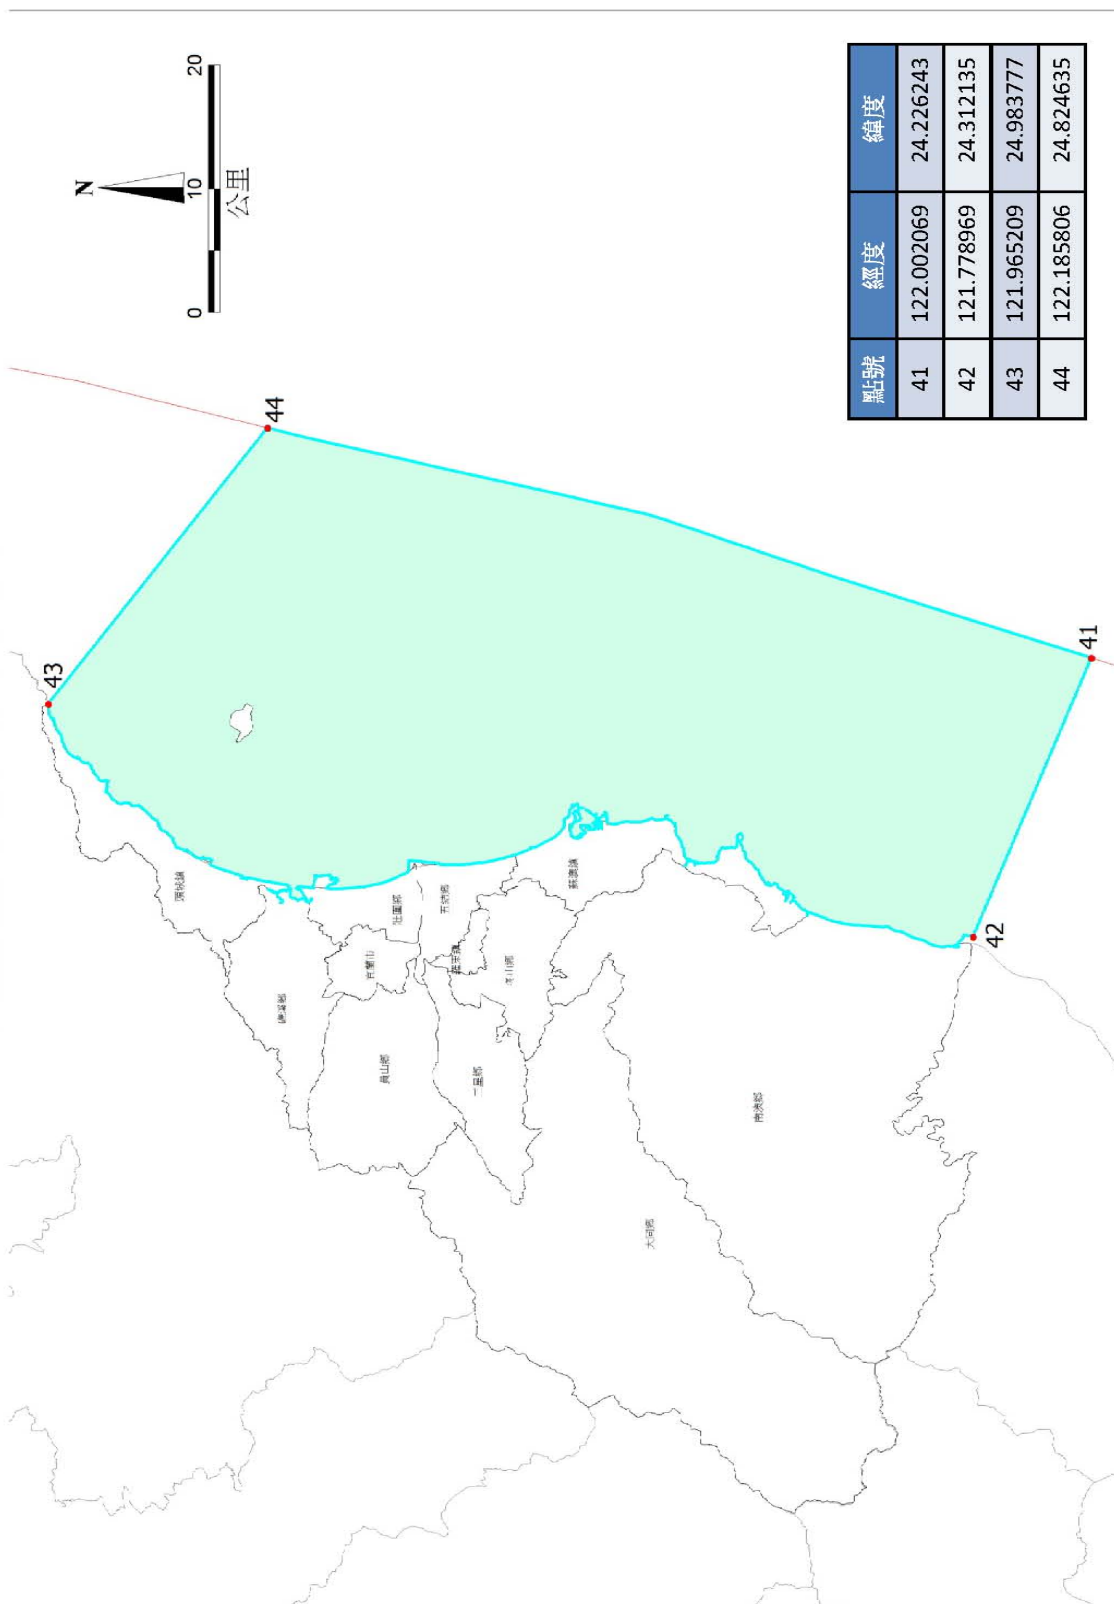 N
0 10 20
公里
43
44
41
42
頭城鎮
礁溪鄉
宜蘭市
壯圍鄉
員山鄉
五結鄉
羅東鎮
三星鄉
冬山鄉
蘇澳鎮
大同鄉
南澳鄉
點號 經度 緯度
41 122.002069 24.226243
42 121.778969 24.312135
43 121.965209 24.983777
44 122.185806 24.824635